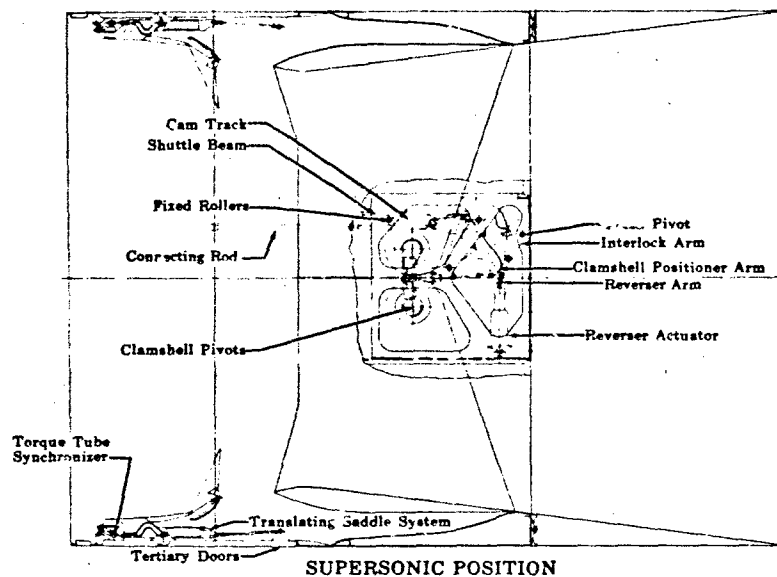 Cam Track
Shuttle Beam
Fixed Rollers
Pivot
Interlock Arm
Connecting Rod
Clamshell Positioner Arm
Reverser Arm
Reverser Actuator
Clamshell Pivots
Torque Tube
Synchronizer
Translating Saddle System
Tertiary Doors
SUPERSONIC POSITION